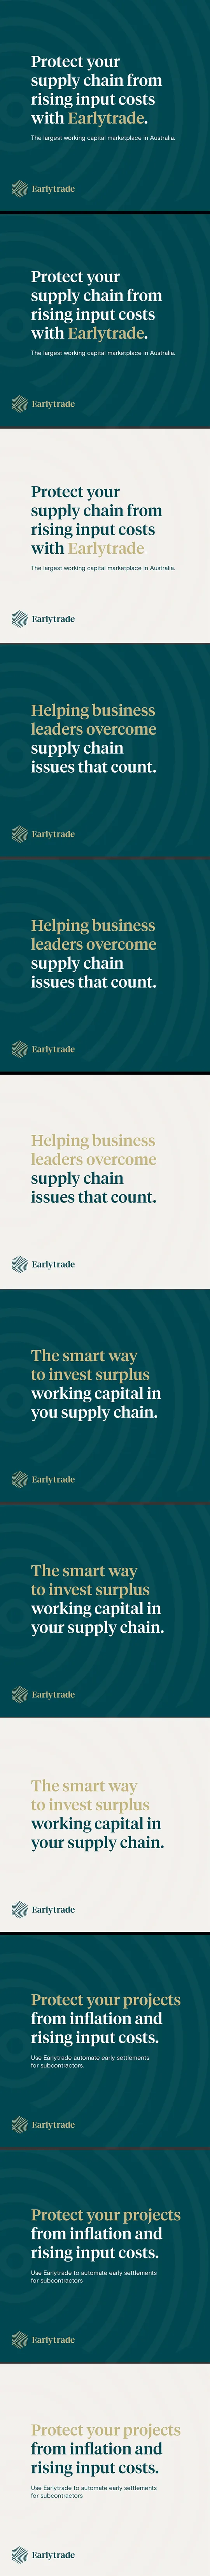 Protect your
supply chain from
rising input costs
with Earlytrade.
The largest working capital marketplace in Australia.
Earlytrade
Protect your
supply chain from
rising input costs
with Earlytrade.
The largest working capital marketplace in Australia.
Earlytrade
Protect your
supply chain from
rising input costs
with Earlytrade
The largest working capital marketplace in Australia.
Earlytrade
Helping business
leaders overcome
supply chain
issues that count.
Earlytrade
Helping business
leaders overcome
supply chain
issues that count.
Earlytrade
Helping business
leaders overcome
supply chain
issues that count.
Earlytrade
The smart way
to invest surplus
working capital in
you supply chain.
Earlytrade
The smart way
to invest surplus
working capital in
your supply chain.
Earlytrade
The smart way
to invest surplus
working capital in
your supply chain.
Earlytrade
Protect your projects
from inflation and
rising input costs.
Use Earlytrade automate early settlements
for subcontractors.
Earlytrade
Protect your projects
from inflation and
rising input costs.
Use Earlytrade to automate early settlements
for subcontractors
Earlytrade
Protect your projects
from inflation and
rising input costs.
Use Earlytrade to automate early settlements
for subcontractors
Earlytrade